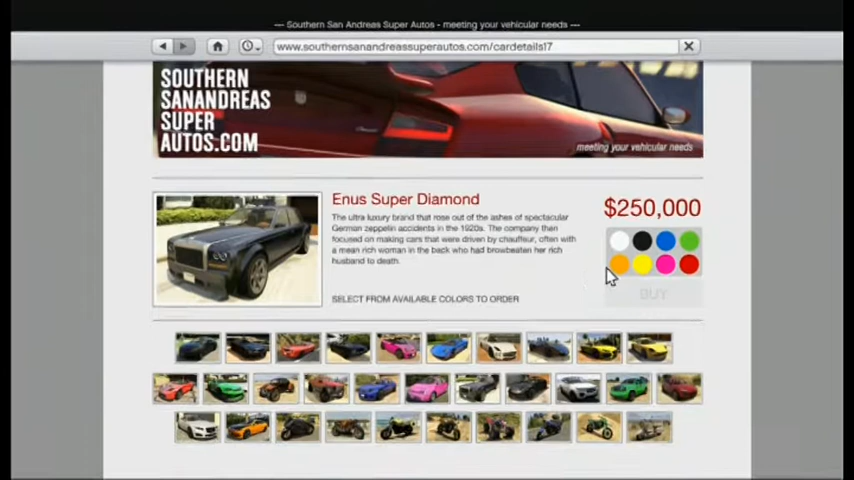 --- Southern San Andreas Super Autos - meeting your vehicular needs ---
www.southernsanandreassuperautos.com/cardetails17
SOUTHERN
SANANDREAS
SUPER
AUTOS.COM
meeting your vehicular needs
Enus Super Diamond
$250,000
The ultra luxury brand that rose out of the ashes of spectacular
German zeppelin accidents in the 1920s. The company then
focused on making cars that were driven by chauffeur, often with
a mean rich woman in the back who had browbeaten her rich
husband to death.
SELECT FROM AVAILABLE COLORS TO ORDER
BUY